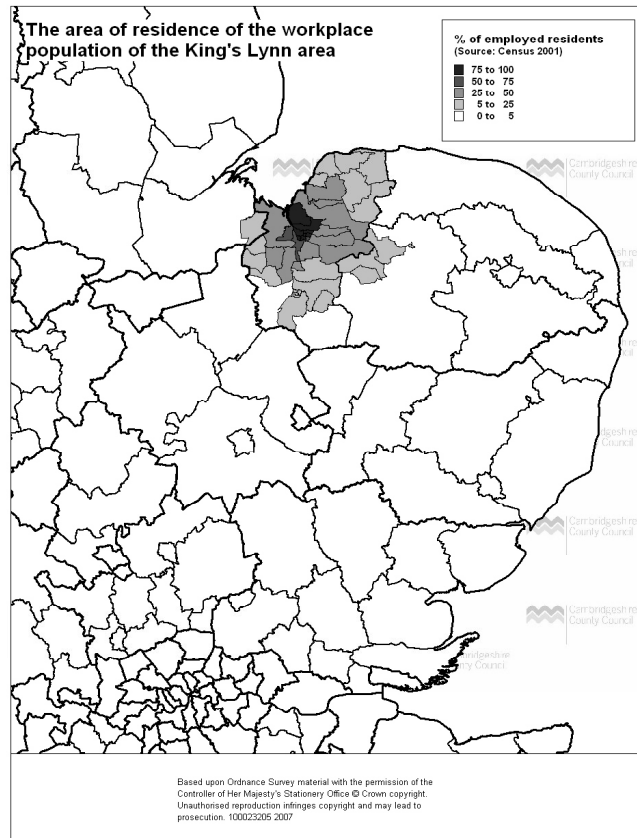 The area of residence of the workplace
population of the King's Lynn area
% of employed residents
(Source: Census 2001)
75 to 100
50 to 75
25 to 50
5 to 25
0 to 5
Cambridgeshire
County Council
Cambridgeshire
County Council
Cambridgeshire
County Council
Based upon Ordnance Survey material with the permission of the
Controller of Her Majesty's Stationery Office © Crown copyright.
Unauthorised reproduction infringes copyright and may lead to
prosecution. 100023205 2007